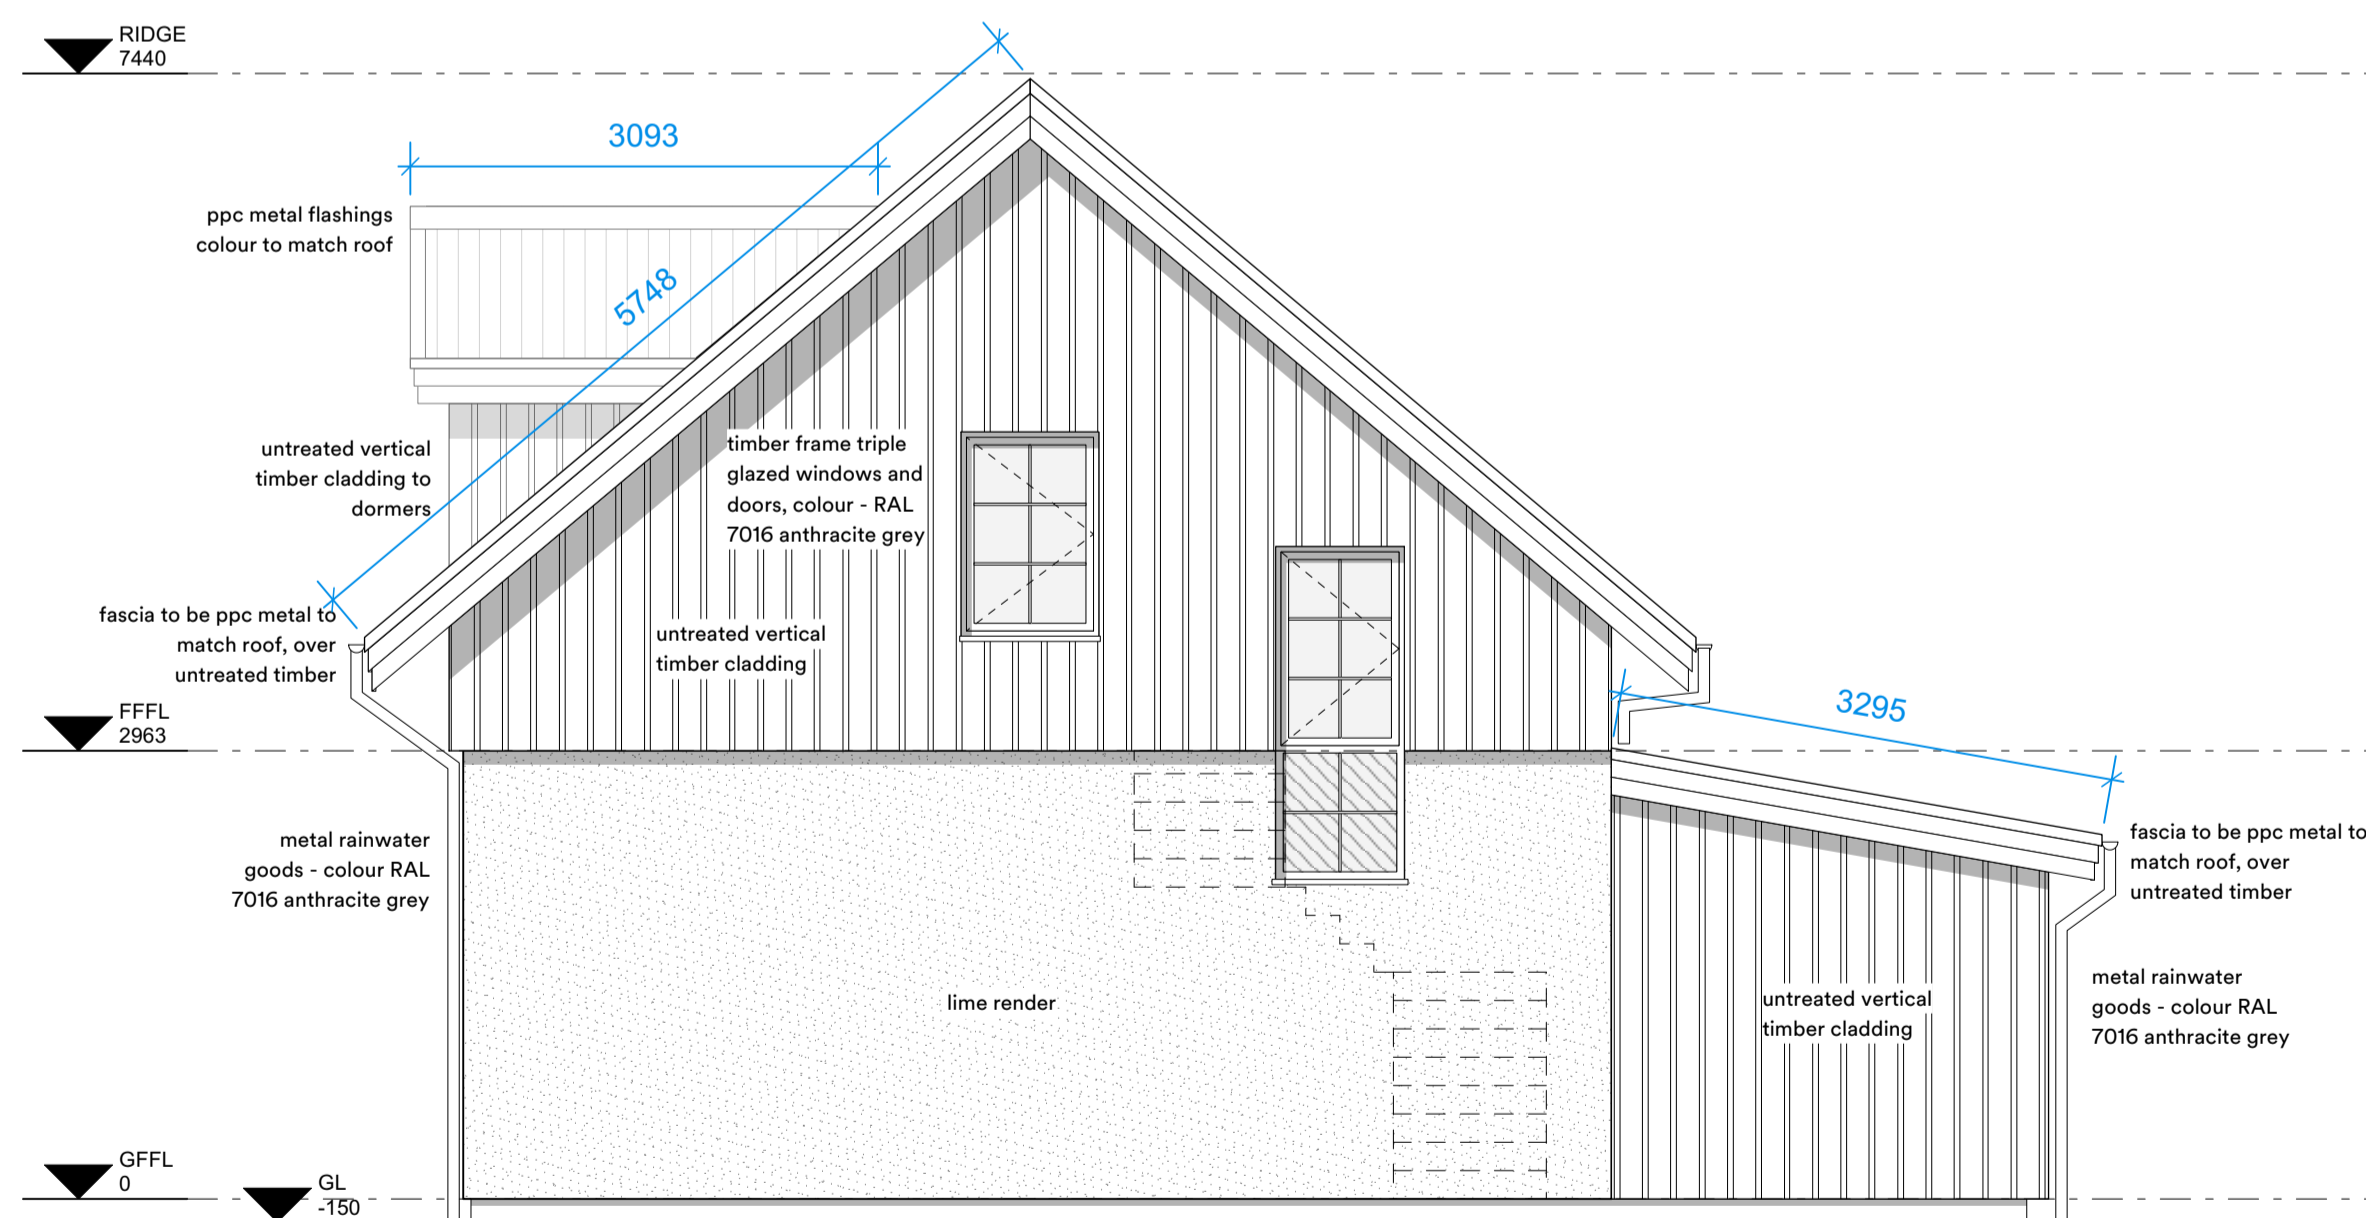 RIDGE
7440
3093
ppc metal flashings
colour to match roof
5748
untreated vertical
timber cladding to
dormers
timber frame triple
glazed windows and
doors, colour - RAL
7016 anthracite grey
fascia to be ppc metal to
match roof, over
untreated timber
untreated vertical
timber cladding
3295
FFFL
2963
metal rainwater
goods - colour RAL
7016 anthracite grey
fascia to be ppc metal to
match roof, over
untreated timber
lime render
untreated vertical
timber cladding
metal rainwater
goods - colour RAL
7016 anthracite grey
GFFL
0
GL
-150